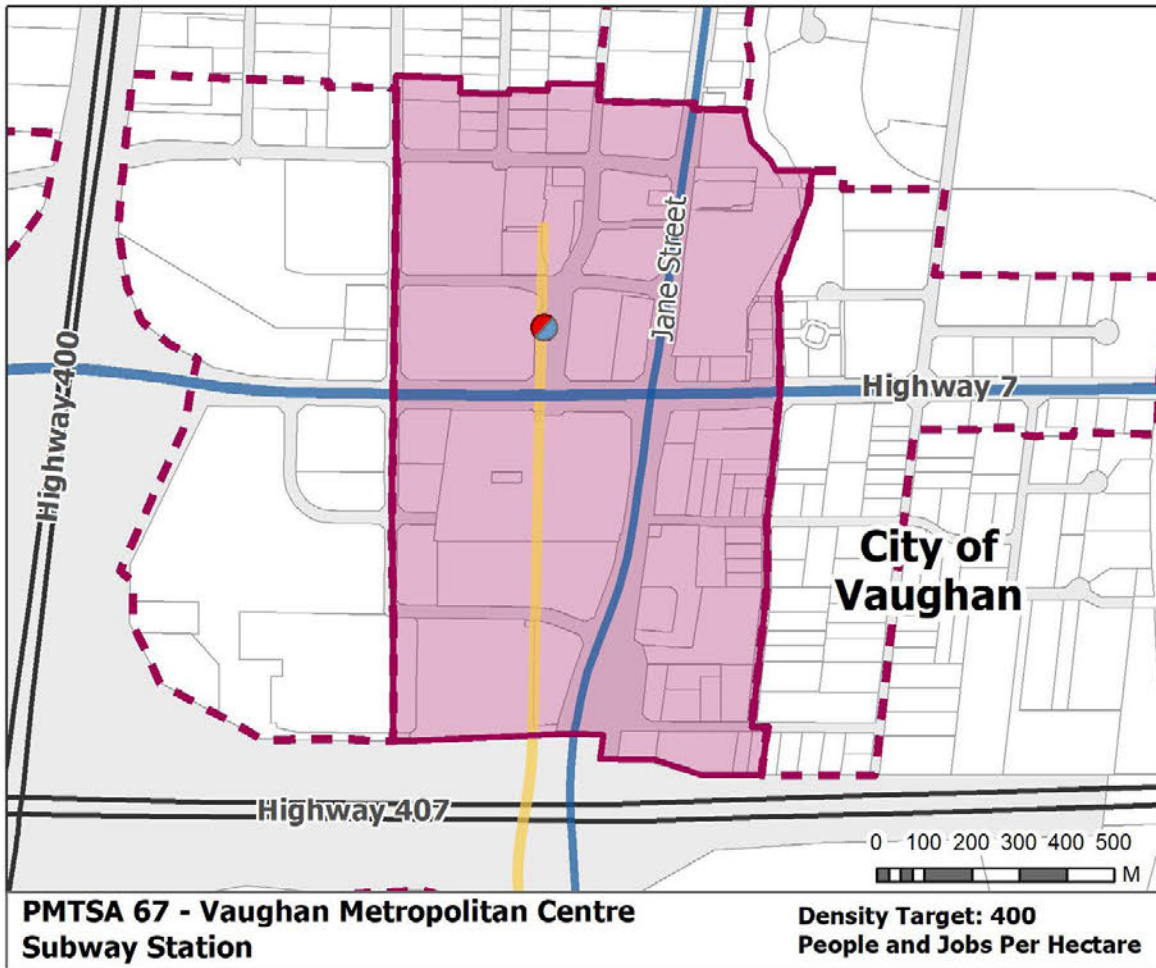 Jane Street
Highway 400
Highway 7
City of
Vaughan
Highway 407
0 100 200 300 400 500
M
PMTSA 67 - Vaughan Metropolitan Centre
Subway Station
Density Target: 400
People and Jobs Per Hectare